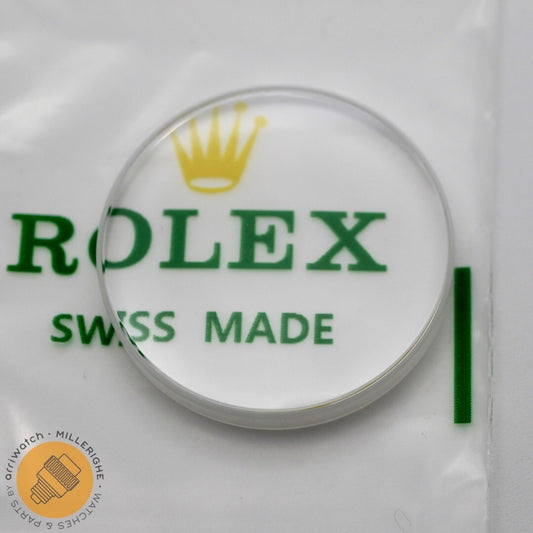 ROLEX
SWISS MADE
arriwatch • MILLERIGHE • WATCHES & PARTS BY